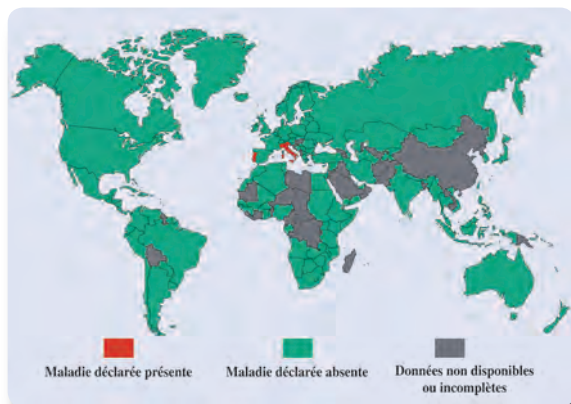 Maladie déclarée présente
Maladie déclarée absente
Données non disponibles
ou incomplètes